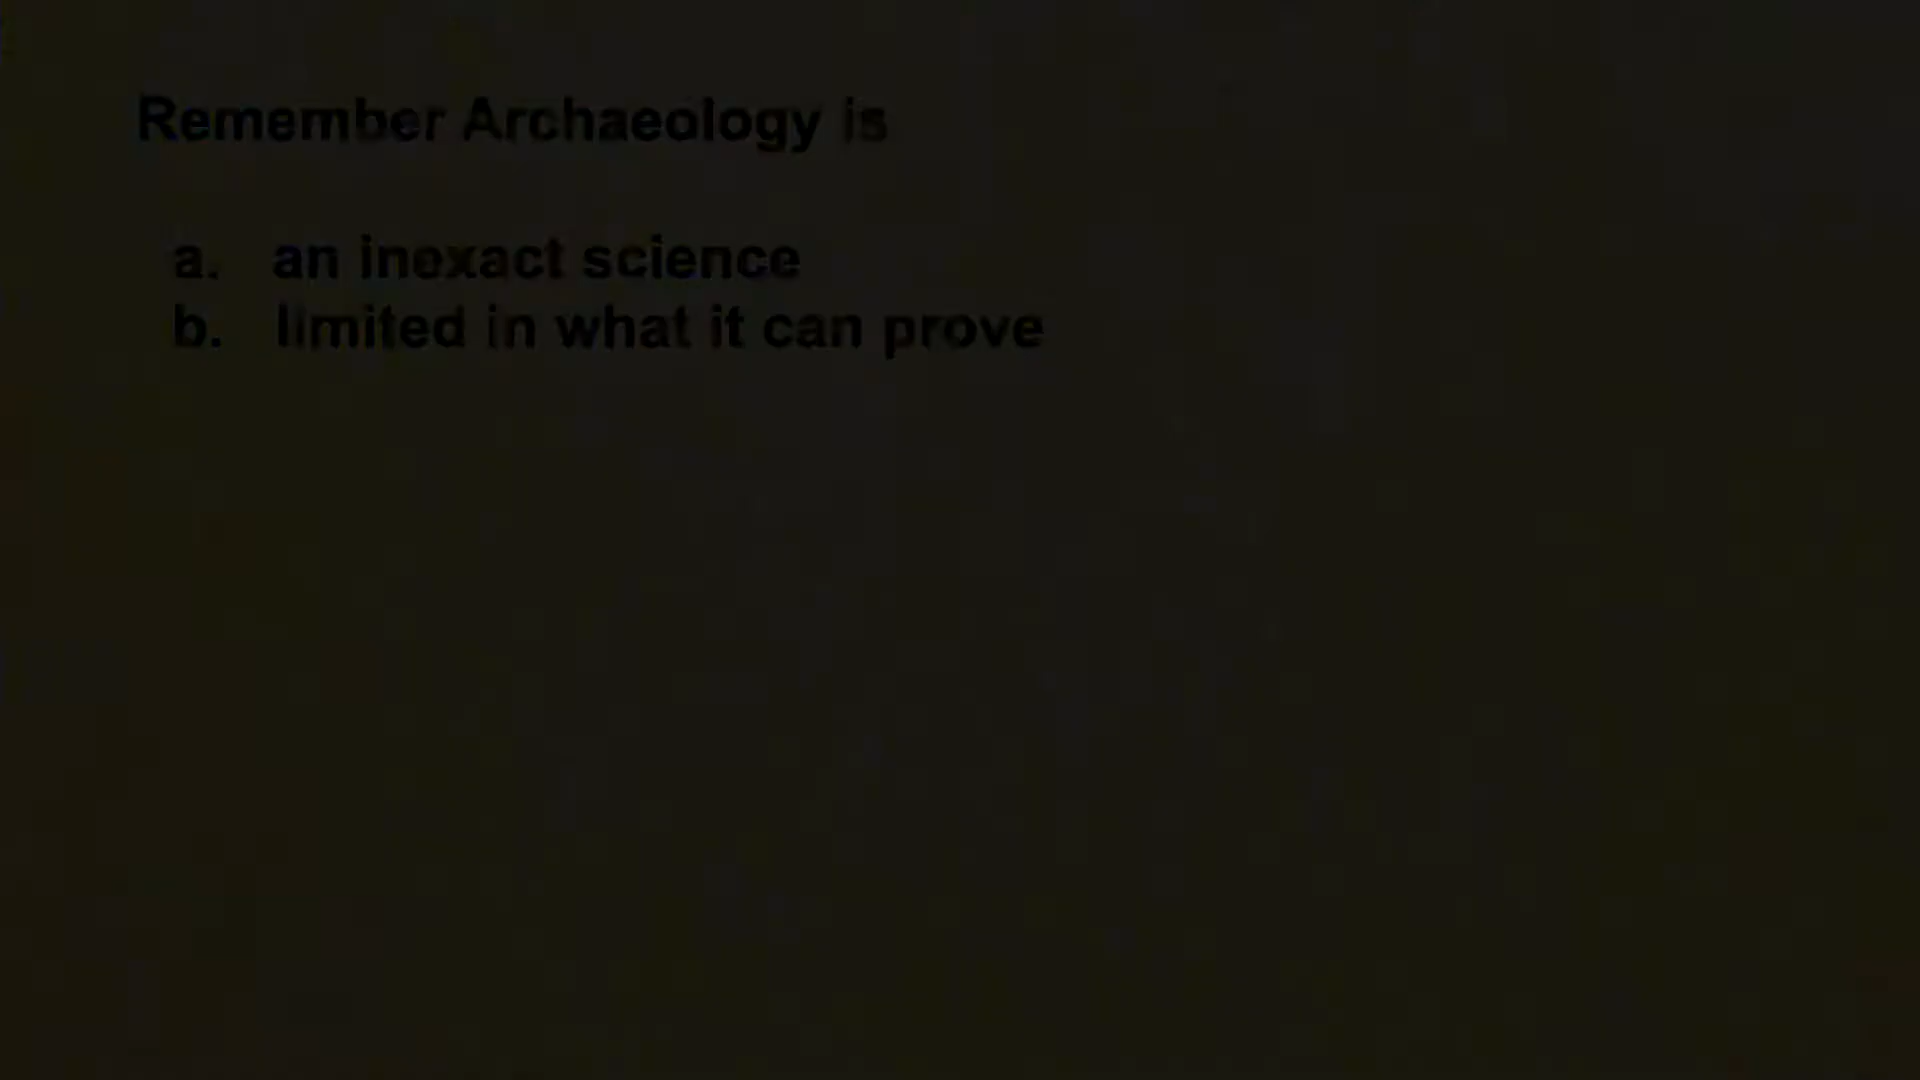 Remember Archaeology is
a. an inexact science
b. limited in what it can prove